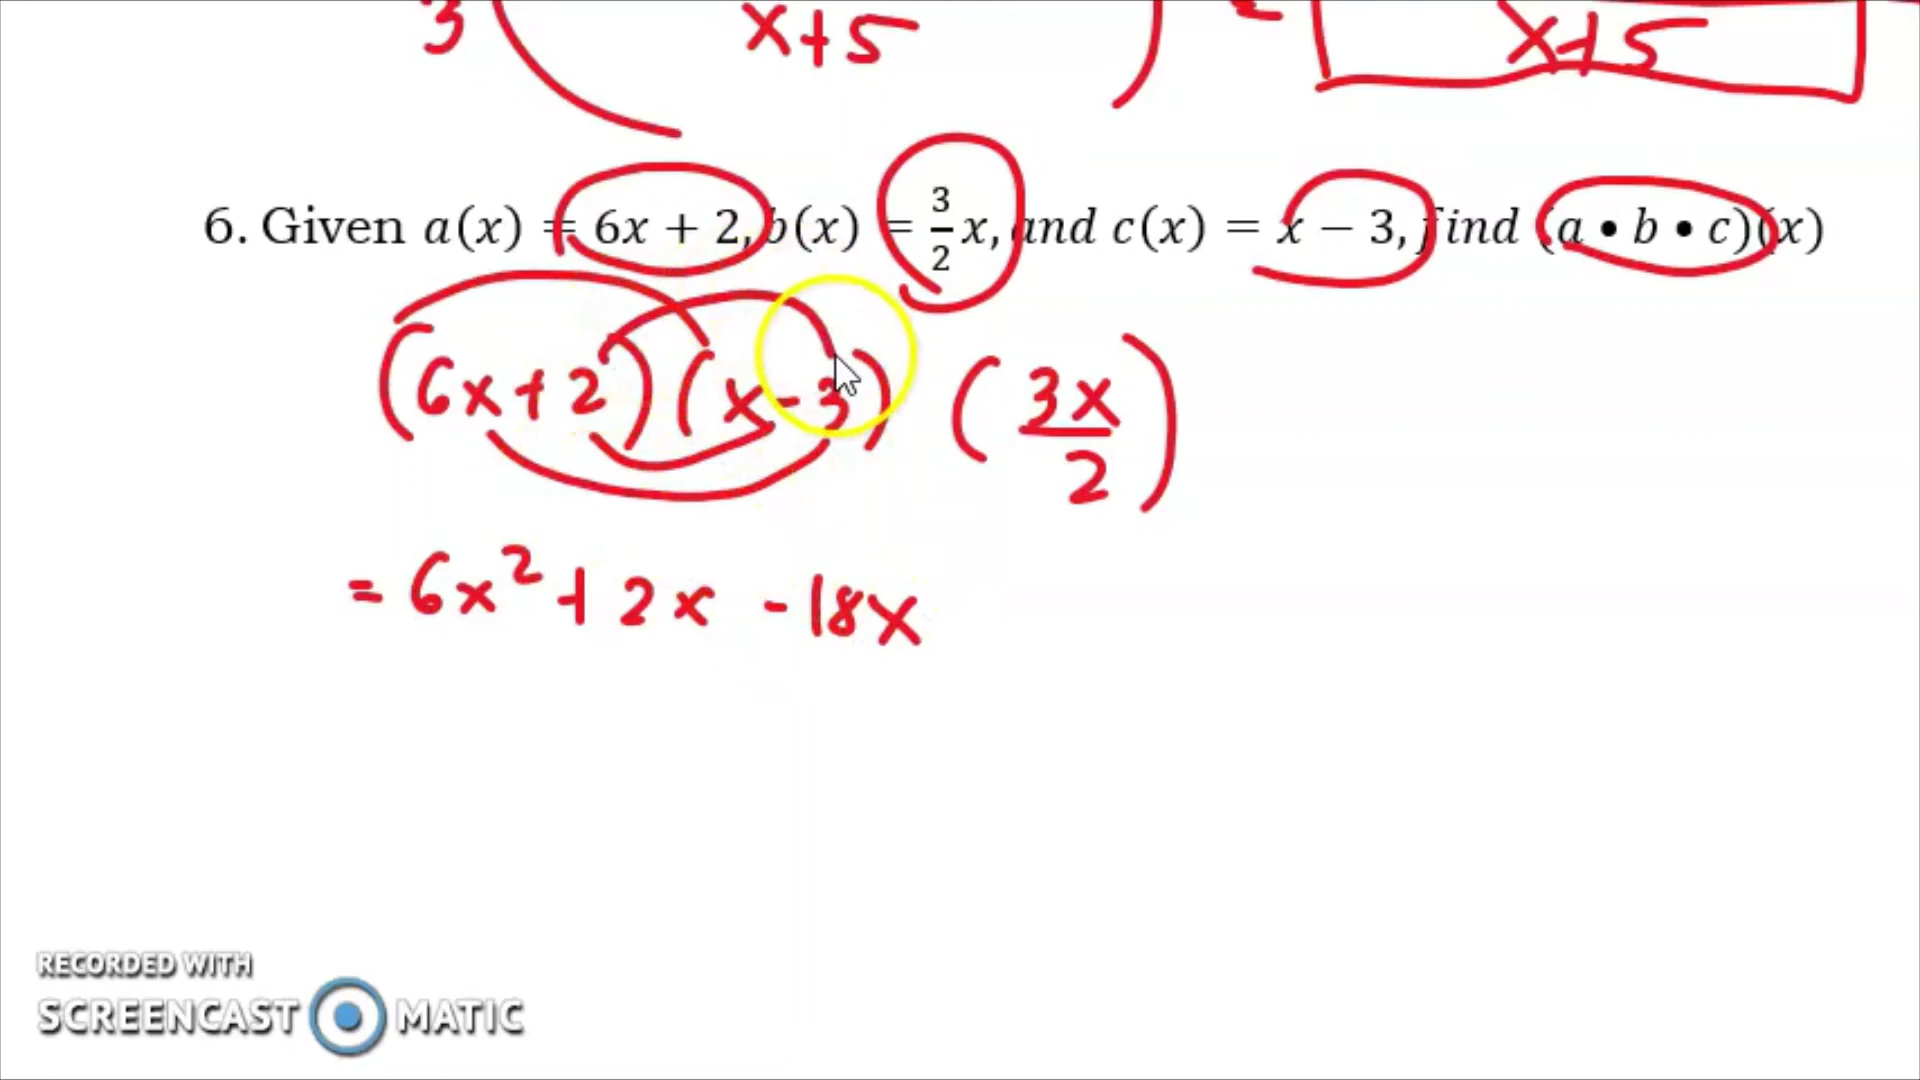 3 x+5 = x+5
6. Given a(x) = 6x + 2, b(x) = 3/2 x, and c(x) = x − 3, find (a • b • c)(x)
(6x+2)(x-3) (3x/2)
= 6x² + 2x - 18x
RECORDED WITH
SCREENCAST MATIC